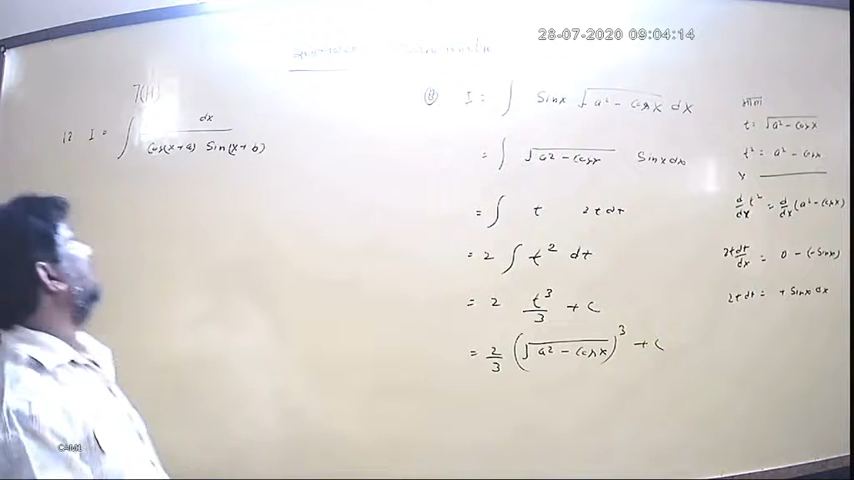 28-07-2020 09:04:14
7(H)
12 I = ∫ dx / cos(x+a) sin(x+b)
⑧ I = ∫ sinx √a² - cosx dx
= ∫ √a² - cosx sinx dx
= ∫ t 2t dt
= 2 ∫ t² dt
= 2 t³/3 + c
= 2/3 (√a² - cosx)³ + c
माना
t = √a² - cosx
t² = a² - cosx
d/dx t² = d/dx (a² - cosx)
2t dt/dx = 0 - (-sinx)
2t dt = + sinx dx
CAM1